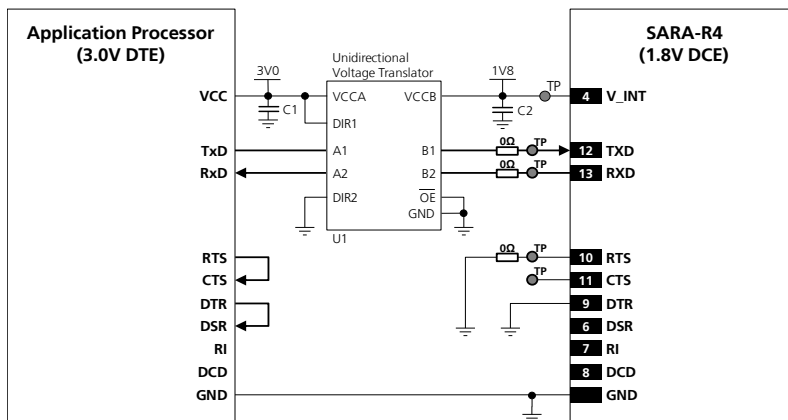 Application Processor
(3.0V DTE)
SARA-R4
(1.8V DCE)
Unidirectional
Voltage Translator
3V0
1V8
TP
VCC
C1
VCCA
VCCB
C2
4
V_INT
DIR1
0Ω
TP
TxD
A1
B1
12
TXD
0Ω
TP
RxD
A2
B2
13
RXD
DIR2
OE
GND
U1
0Ω
TP
RTS
10
RTS
TP
CTS
11
CTS
DTR
9
DTR
DSR
6
DSR
RI
7
RI
DCD
8
DCD
GND
GND